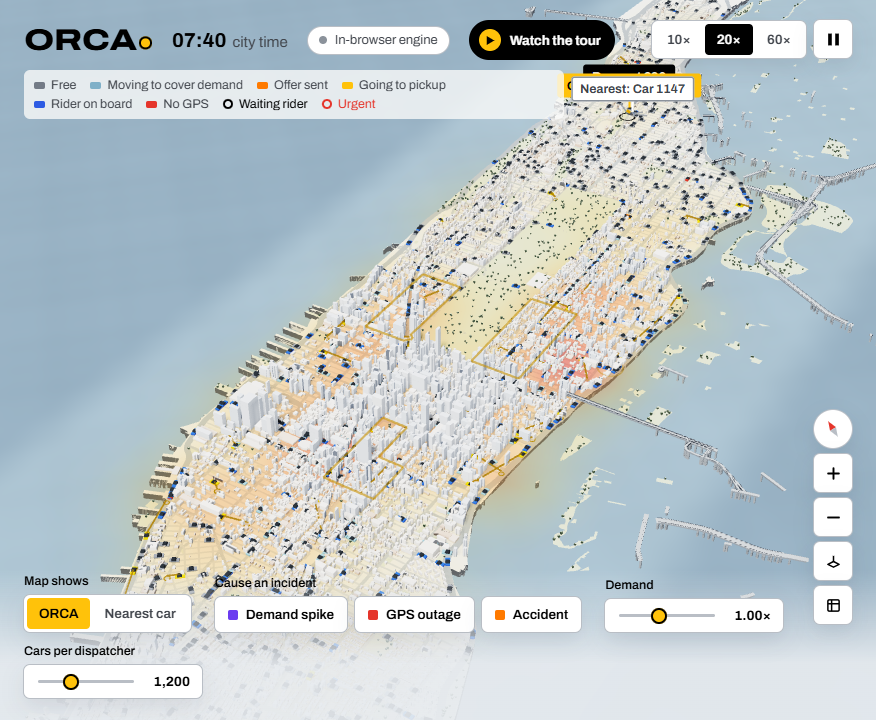 ORCA
07:40 city time
In-browser engine
Watch the tour
10×
20×
60×
Free
Moving to cover demand
Offer sent
Going to pickup
Rider on board
No GPS
Waiting rider
Urgent
Nearest: Car 1147
Map shows
ORCA
Nearest car
Cause an incident
Demand spike
GPS outage
Accident
Demand
1.00×
Cars per dispatcher
1,200